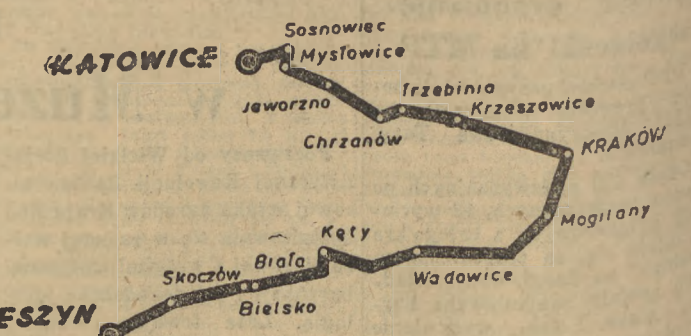 Sosnowiec
KATOWICE
Mysłowice
Jaworzno
Trzebinia
Krzeszowice
Chrzanów
KRAKÓW
Mogilany
Kęty
Wadowice
Biała
Skoczów
Bielsko
ESZYN